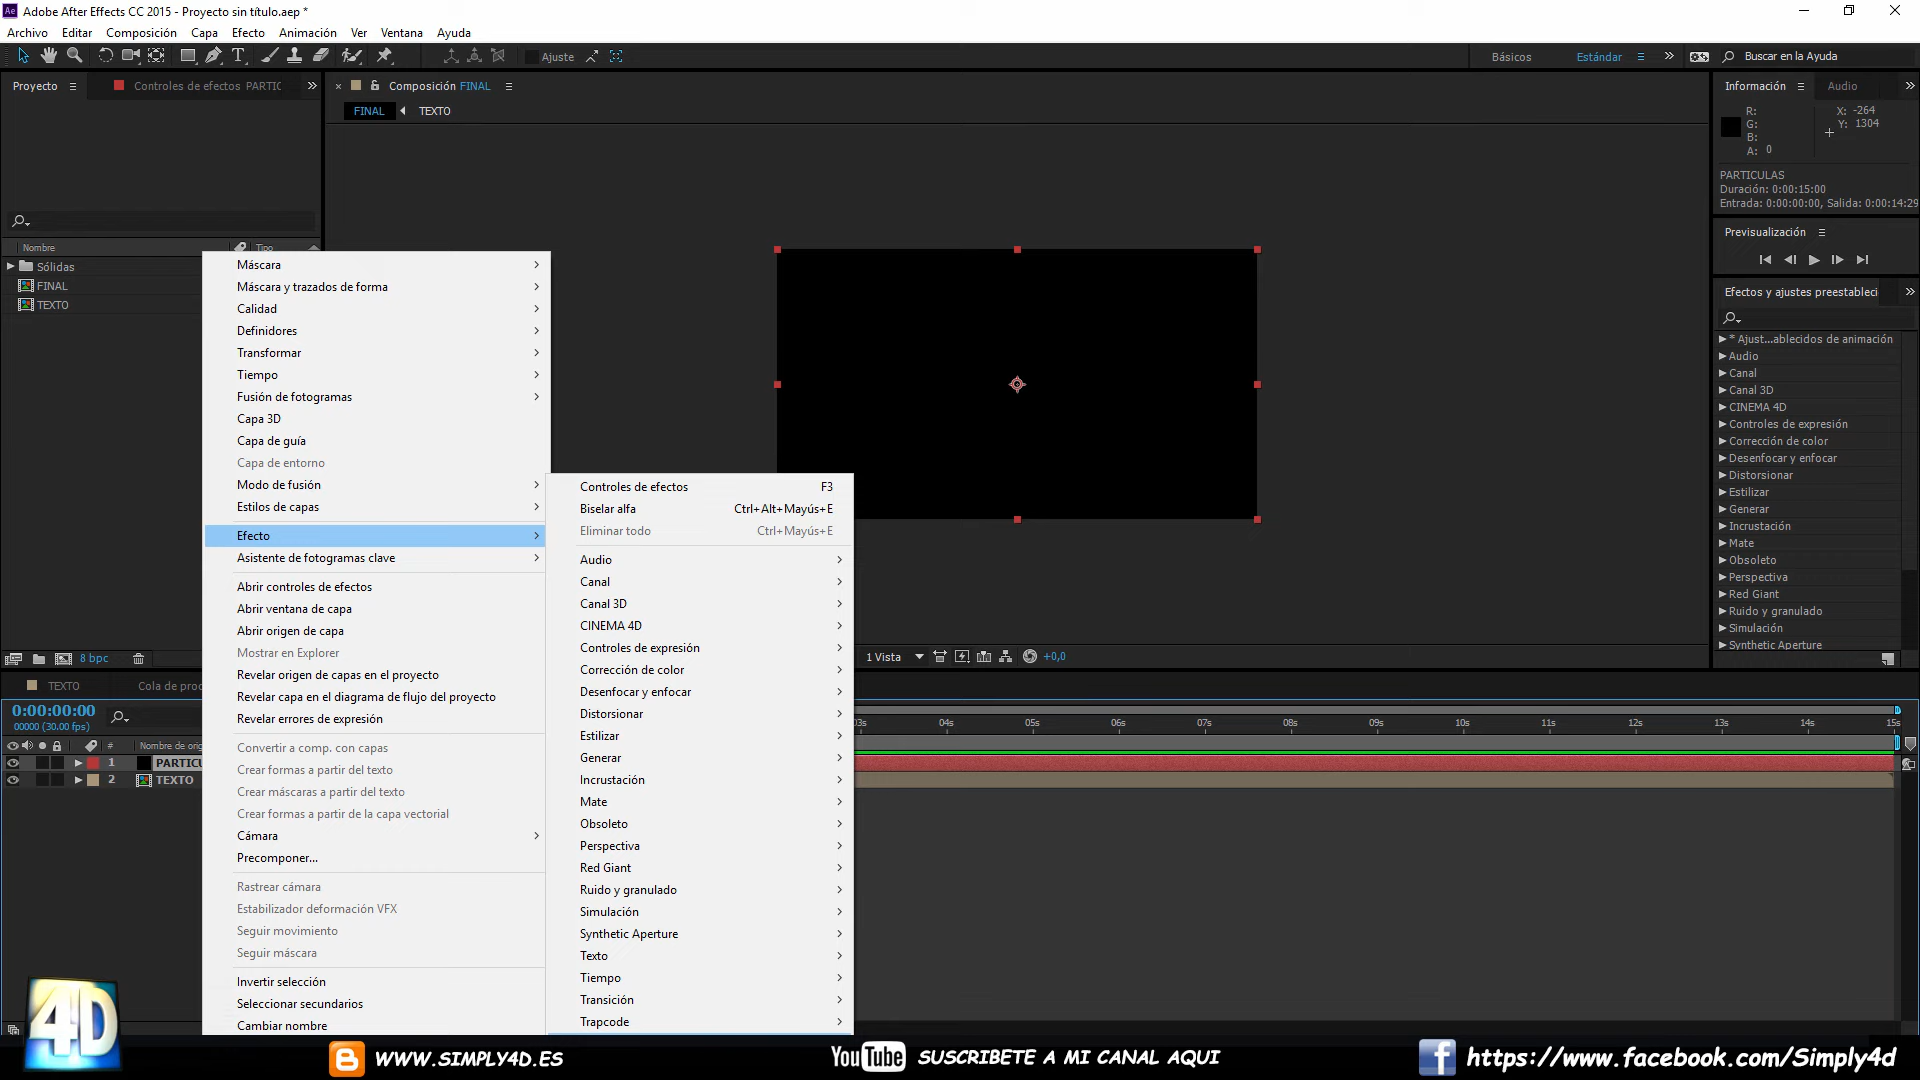 Adobe After Effects CC 2015 - Proyecto sin título.aep *
Archivo Editar Composición Capa Efecto Animación Ver Ventana Ayuda
Ajuste
Básicos Estándar
Buscar en la Ayuda
Proyecto
Controles de efectos PARTIC
Composición FINAL
FINAL TEXTO
Nombre Tipo
Sólidas
FINAL
TEXTO
8 bpc
Máscara
Máscara y trazados de forma
Calidad
Definidores
Transformar
Tiempo
Fusión de fotogramas
Capa 3D
Capa de guía
Capa de entorno
Modo de fusión
Estilos de capas
Efecto
Asistente de fotogramas clave
Abrir controles de efectos
Abrir ventana de capa
Abrir origen de capa
Mostrar en Explorer
Revelar origen de capas en el proyecto
Revelar capa en el diagrama de flujo del proyecto
Revelar errores de expresión
Convertir a comp. con capas
Crear formas a partir del texto
Crear máscaras a partir del texto
Crear formas a partir de la capa vectorial
Cámara
Precomponer...
Rastrear cámara
Estabilizador deformación VFX
Seguir movimiento
Seguir máscara
Invertir selección
Seleccionar secundarios
Cambiar nombre
Controles de efectos F3
Biselar alfa Ctrl+Alt+Mayús+E
Eliminar todo Ctrl+Mayús+E
Audio
Canal
Canal 3D
CINEMA 4D
Controles de expresión
Corrección de color
Desenfocar y enfocar
Distorsionar
Estilizar
Generar
Incrustación
Mate
Obsoleto
Perspectiva
Red Giant
Ruido y granulado
Simulación
Synthetic Aperture
Texto
Tiempo
Transición
Trapcode
1 Vista +0,0
Información Audio
R: X: -264
G: Y: 1304
B:
A: 0
PARTICULAS
Duración: 0:00:15:00
Entrada: 0:00:00:00, Salida: 0:00:14:29
Previsualización
Efectos y ajustes preestableci
* Ajust...ablecidos de animación
Audio
Canal
Canal 3D
CINEMA 4D
Controles de expresión
Corrección de color
Desenfocar y enfocar
Distorsionar
Estilizar
Generar
Incrustación
Mate
Obsoleto
Perspectiva
Red Giant
Ruido y granulado
Simulación
Synthetic Aperture
TEXTO Cola de proc
0:00:00:00
00000 (30.00 fps)
03s 04s 05s 06s 07s 08s 09s 10s 11s 12s 13s 14s 15s
# Nombre de orig
1 PARTICU
2 TEXTO
4D
WWW.SIMPLY4D.ES
YouTube SUSCRIBETE A MI CANAL AQUI
f https://www.facebook.com/Simply4d